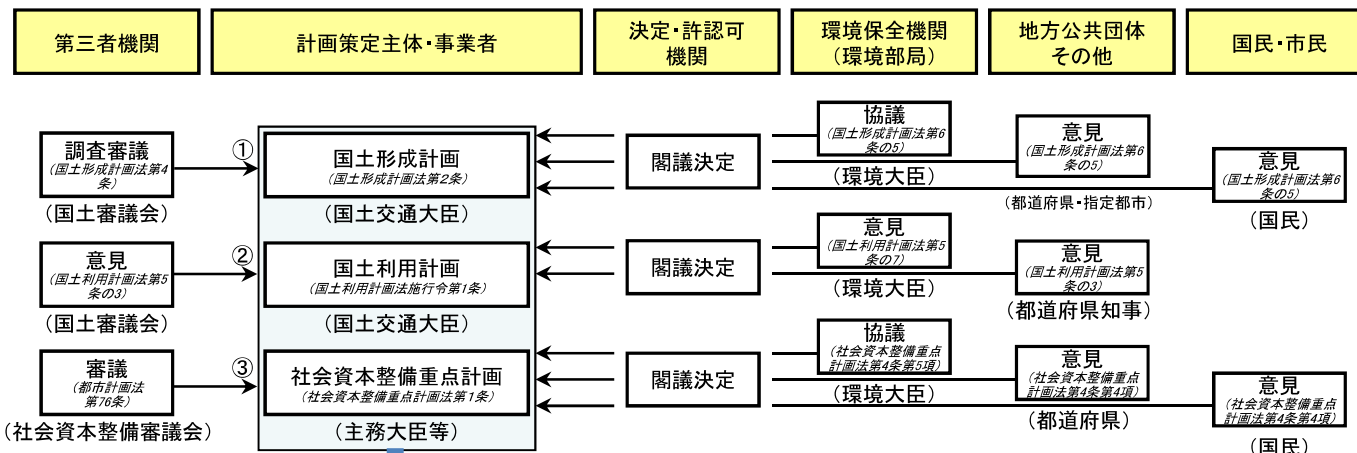 第三者機関
計画策定主体・事業者
決定・許認可
機関
環境保全機関
（環境部局）
地方公共団体
その他
国民・市民
調査審議
(国土形成計画法第4
条)
(国土審議会)
①
国土形成計画
(国土形成計画法第2条)
(国土交通大臣)
閣議決定
協議
(国土形成計画法第6
条の5)
(環境大臣)
意見
(国土形成計画法第6
条の5)
(都道府県・指定都市)
意見
(国土形成計画法第6
条の5)
(国民)
意見
(国土利用計画法第5
条の3)
(国土審議会)
②
国土利用計画
(国土利用計画法施行令第1条)
(国土交通大臣)
閣議決定
意見
(国土利用計画法第5
条の7)
(環境大臣)
意見
(国土利用計画法第5
条の3)
(都道府県知事)
審議
(都市計画法
第76条)
(社会資本整備審議会)
③
社会資本整備重点計画
(社会資本整備重点計画法第1条)
(主務大臣等)
閣議決定
協議
(社会資本整備重点
計画法第4条第5項)
(環境大臣)
意見
(社会資本整備重点
計画法第4条第4項)
(都道府県)
意見
(社会資本整備重点
計画法第4条第4項)
(国民)